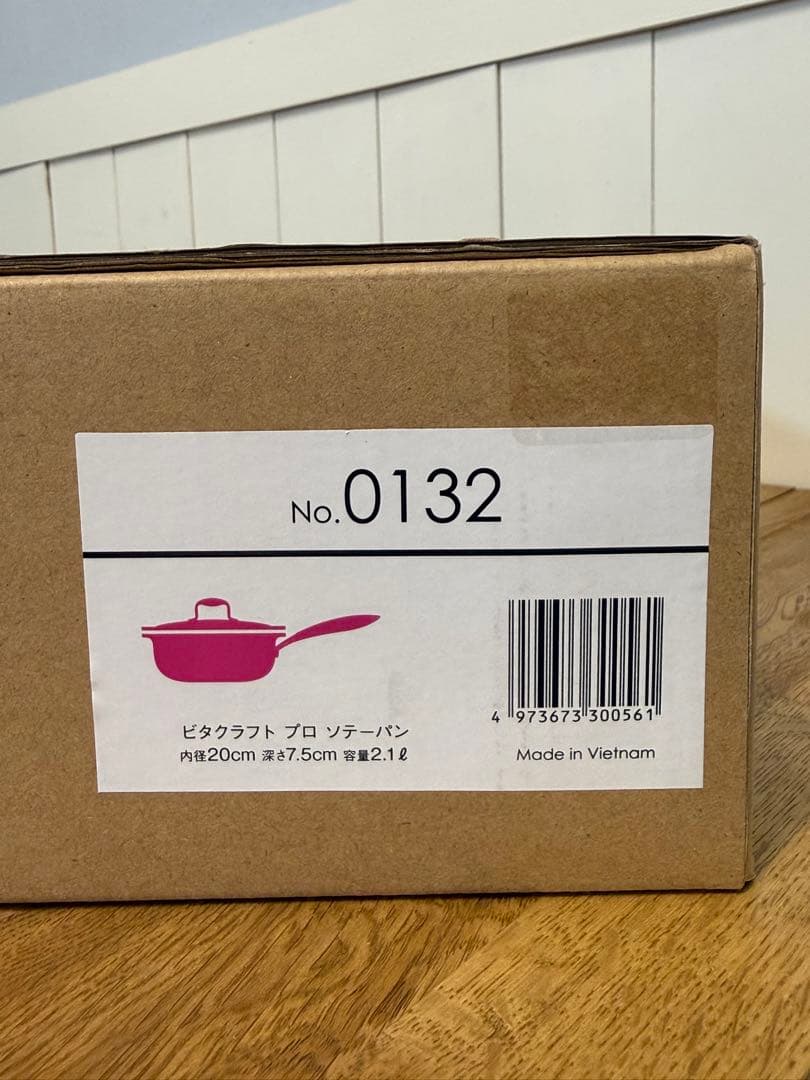 No.0132
ビタクラフト プロ ソテーパン
内径20cm 深さ7.5cm 容量2.1ℓ
4 973673 300561
Made in Vietnam